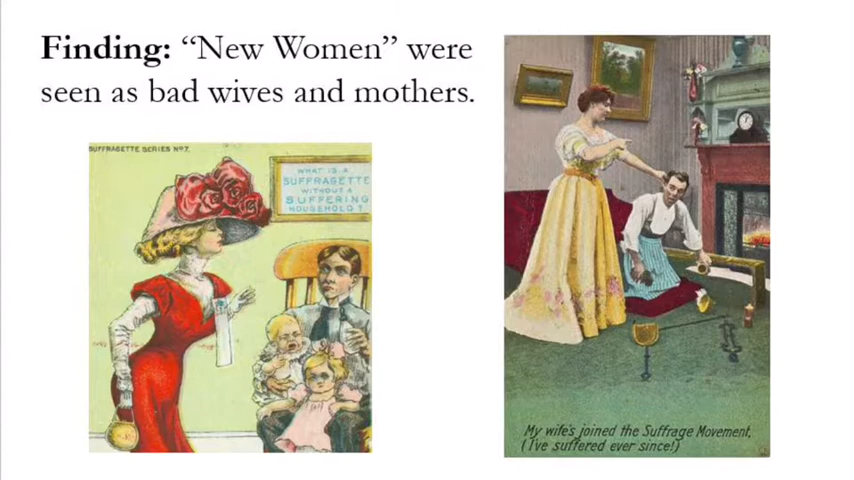 Finding: “New Women” were
seen as bad wives and mothers.
SUFFRAGETTE SERIES Nº7.
WHAT IS A
SUFFRAGETTE
WITHOUT A
SUFFERING
HOUSEHOLD?
My wife's joined the Suffrage Movement,
(I've suffered ever since!)